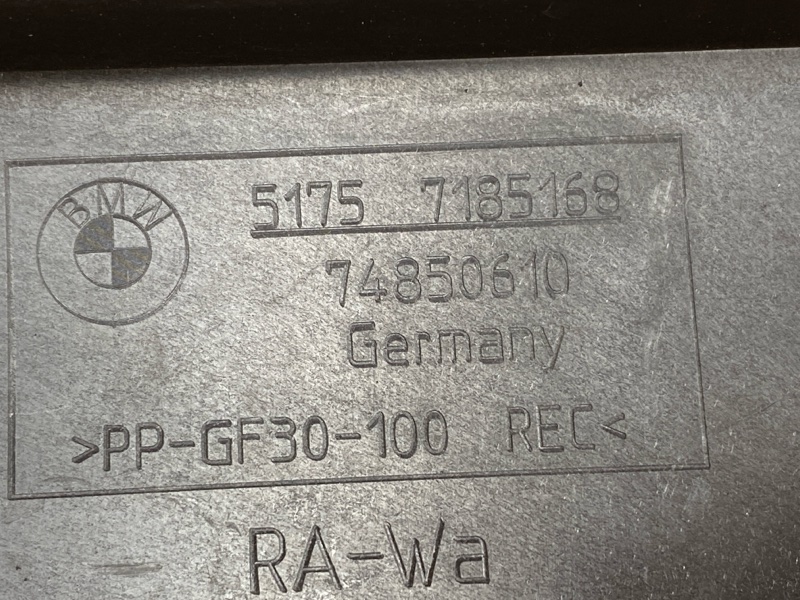 BMW
5175 7185168
74850610
Germany
>PP-GF30-100 REC<
RA-Wa